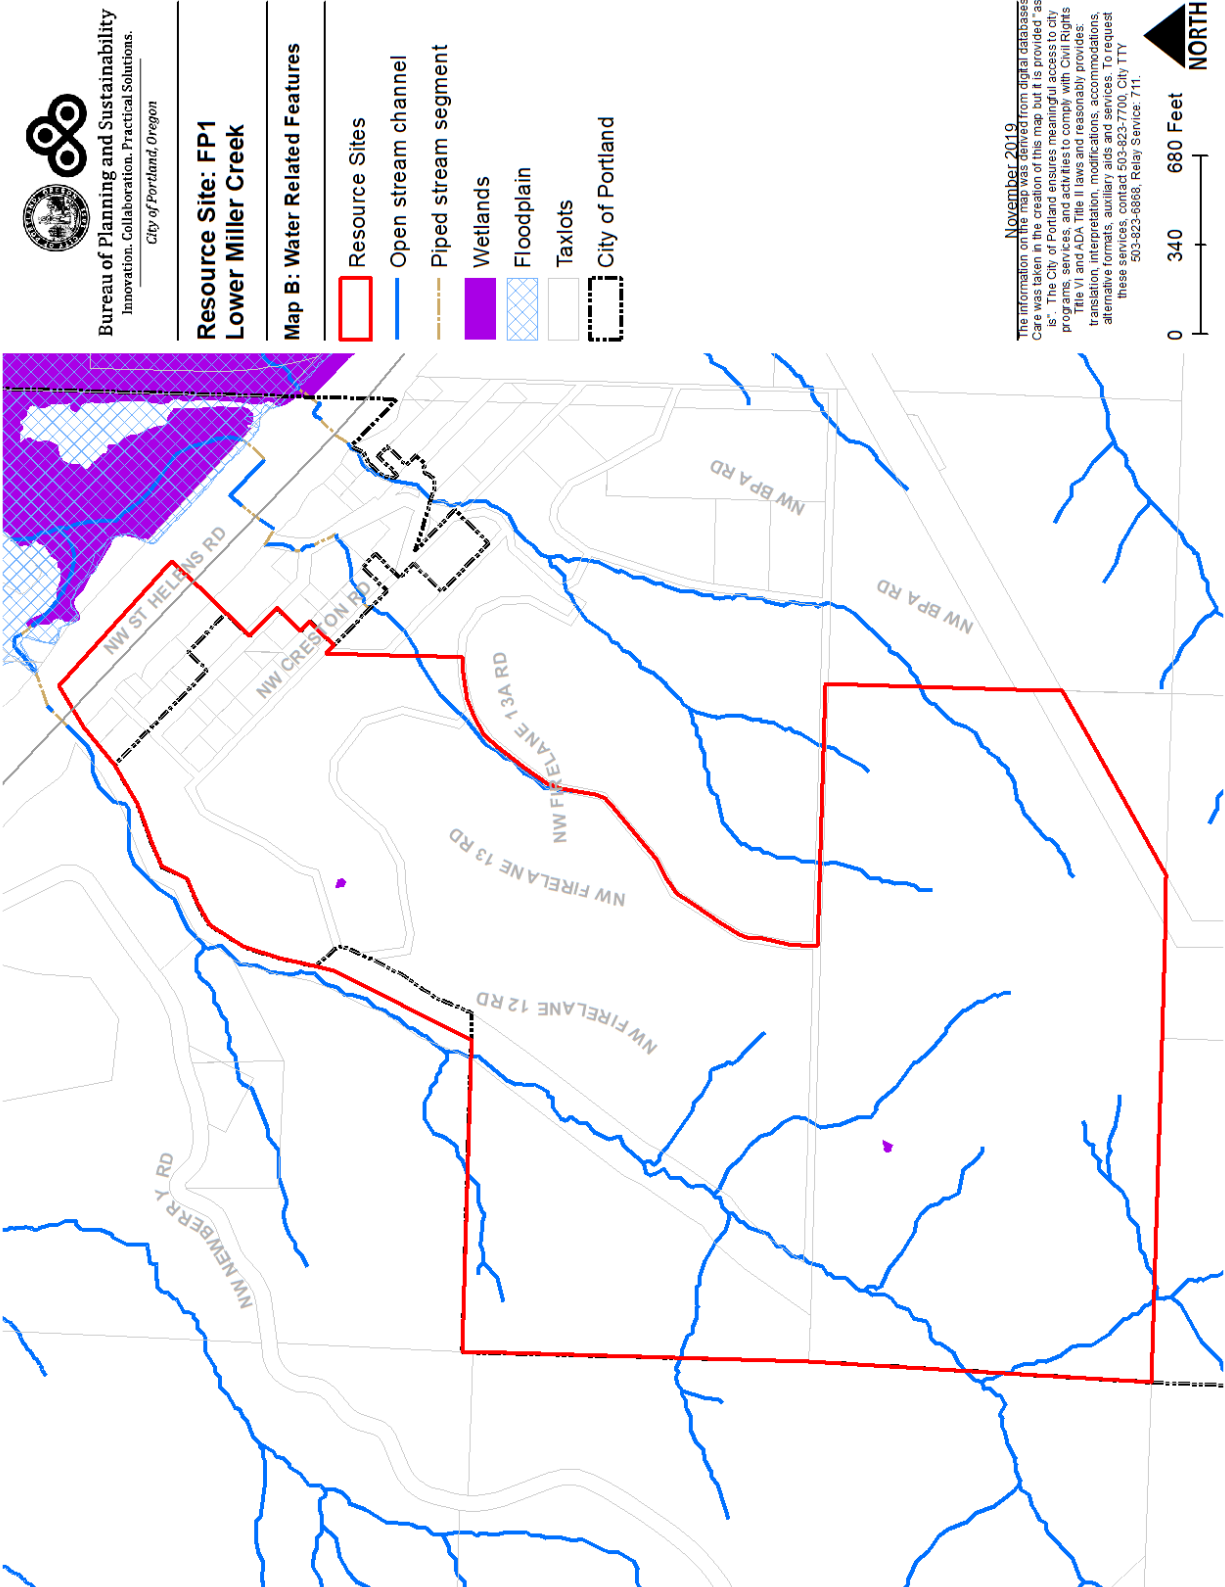 Bureau of Planning and Sustainability
Innovation. Collaboration. Practical Solutions.
City of Portland, Oregon
Resource Site: FP1
Lower Miller Creek
Map B: Water Related Features
Resource Sites
Open stream channel
Piped stream segment
Wetlands
Floodplain
Taxlots
City of Portland
November 2019
The information on the map was derived from digital databases
Care was taken in the creation of this map but it is provided "as
is". The City of Portland ensures meaningful access to city
programs, services, and activities to comply with Civil Rights
Title VI and ADA Title II laws and reasonably provides:
translation, interpretation, modifications, accommodations,
alternative formats, auxiliary aids and services. To request
these services, contact 503-823-7700, City TTY
503-823-6868, Relay Service: 711.
0 340 680 Feet
NORTH
NW ST HELENS RD
NW CRESTON RD
NW BPA RD
NW BPA RD
NW FIRELANE 13A RD
NW FIRELANE 13 RD
NW FIRELANE 12 RD
NW NEWBERRY RD